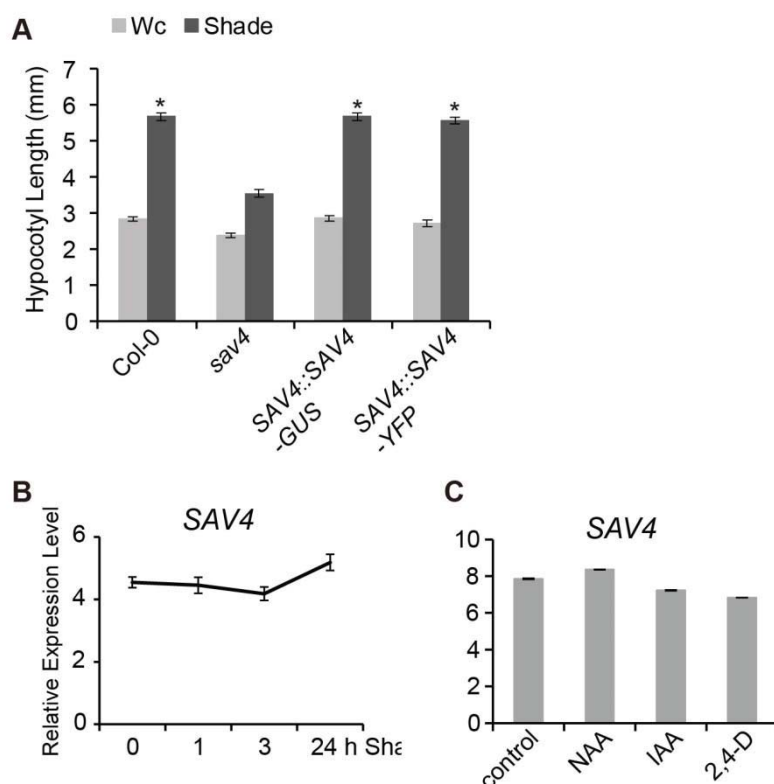 A
Wc Shade
Hypocotyl Length (mm)
7
6
5
4
3
2
1
0
* * *
Col-0
sav4
SAV4::SAV4
-GUS
SAV4::SAV4
-YFP
B
SAV4
Relative Expression Level
6
4
2
0
0 1 3 24 h Sha
C
SAV4
10
8
6
4
2
0
control
NAA
IAA
2,4-D